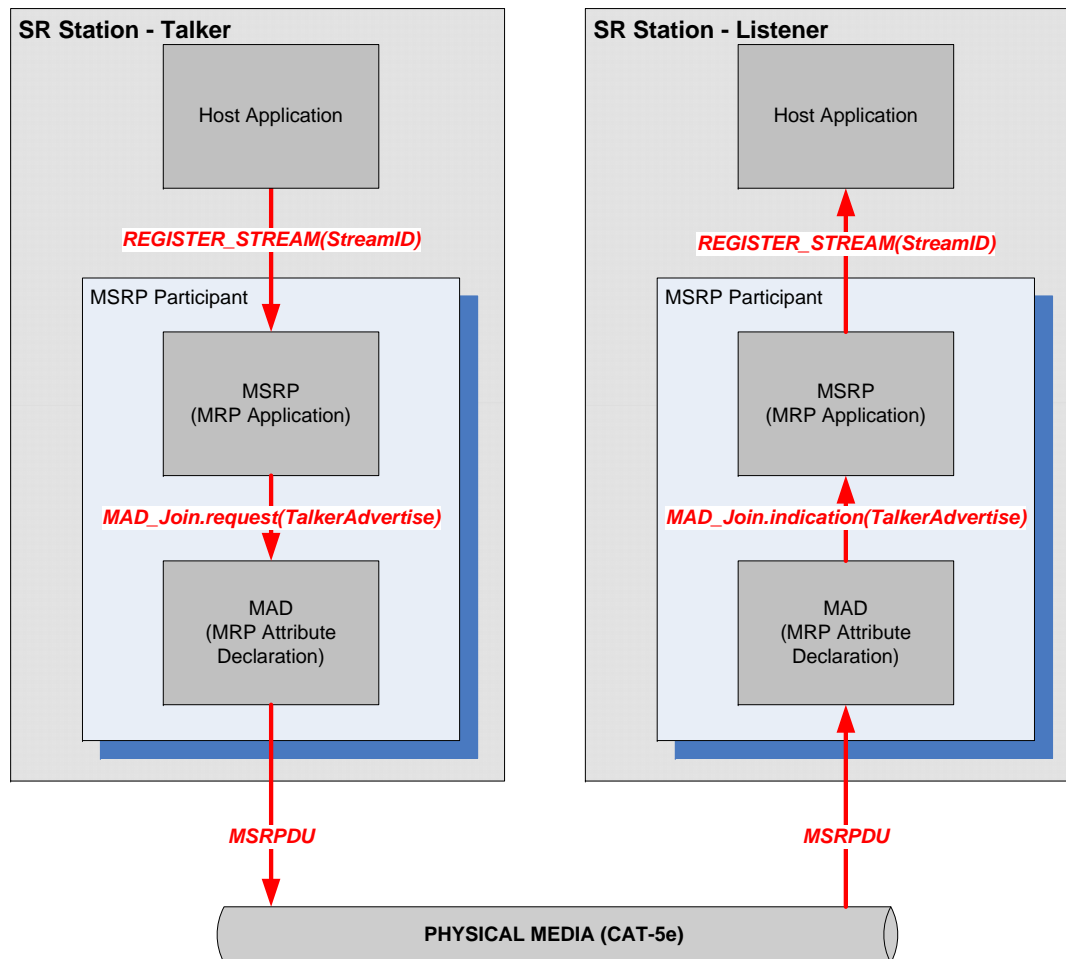 SR Station - Talker
Host Application
REGISTER_STREAM(StreamID)
MSRP Participant
MSRP
(MRP Application)
MAD_Join.request(TalkerAdvertise)
MAD
(MRP Attribute
Declaration)
MSRPDU
SR Station - Listener
Host Application
REGISTER_STREAM(StreamID)
MSRP Participant
MSRP
(MRP Application)
MAD_Join.indication(TalkerAdvertise)
MAD
(MRP Attribute
Declaration)
MSRPDU
PHYSICAL MEDIA (CAT-5e)